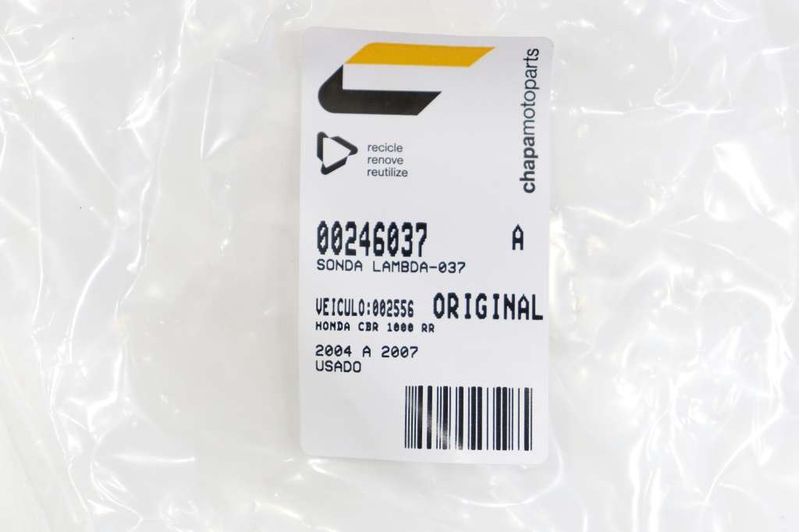 chapamotoparts
recicle
renove
reutilize
00246037 A
SONDA LAMBDA-037
VEICULO:002556 ORIGINAL
HONDA CBR 1000 RR
2004 A 2007
USADO